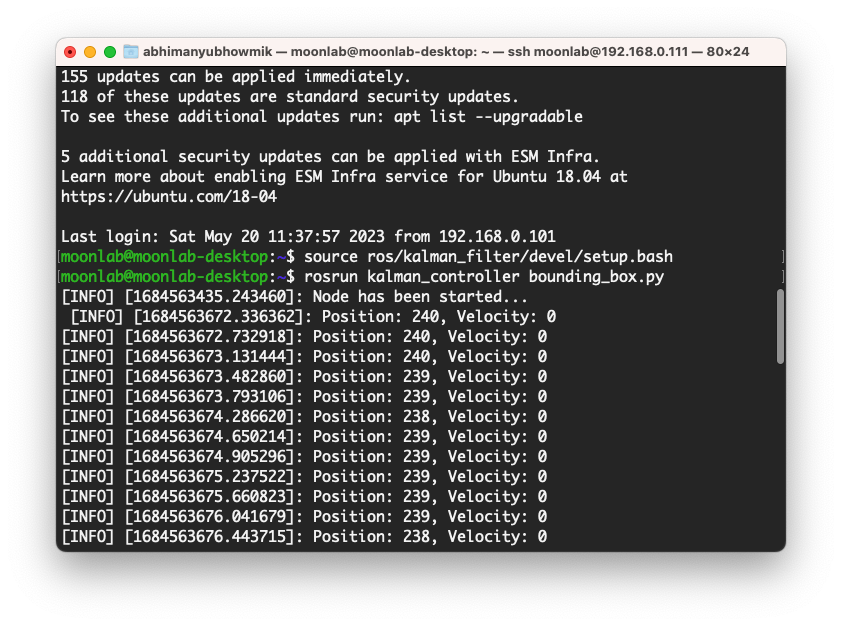 abhimanyubhowmik — moonlab@moonlab-desktop: ~ — ssh moonlab@192.168.0.111 — 80×24
155 updates can be applied immediately.
118 of these updates are standard security updates.
To see these additional updates run: apt list --upgradable
5 additional security updates can be applied with ESM Infra.
Learn more about enabling ESM Infra service for Ubuntu 18.04 at
https://ubuntu.com/18-04
Last login: Sat May 20 11:37:57 2023 from 192.168.0.101
[moonlab@moonlab-desktop:~$ source ros/kalman_filter/devel/setup.bash ]
[moonlab@moonlab-desktop:~$ rosrun kalman_controller bounding_box.py ]
[INFO] [1684563435.243460]: Node has been started...
[INFO] [1684563672.336362]: Position: 240, Velocity: 0
[INFO] [1684563672.732918]: Position: 240, Velocity: 0
[INFO] [1684563673.131444]: Position: 240, Velocity: 0
[INFO] [1684563673.482860]: Position: 239, Velocity: 0
[INFO] [1684563673.793106]: Position: 239, Velocity: 0
[INFO] [1684563674.286620]: Position: 238, Velocity: 0
[INFO] [1684563674.650214]: Position: 239, Velocity: 0
[INFO] [1684563674.905296]: Position: 239, Velocity: 0
[INFO] [1684563675.237522]: Position: 239, Velocity: 0
[INFO] [1684563675.660823]: Position: 239, Velocity: 0
[INFO] [1684563676.041679]: Position: 239, Velocity: 0
[INFO] [1684563676.443715]: Position: 238, Velocity: 0